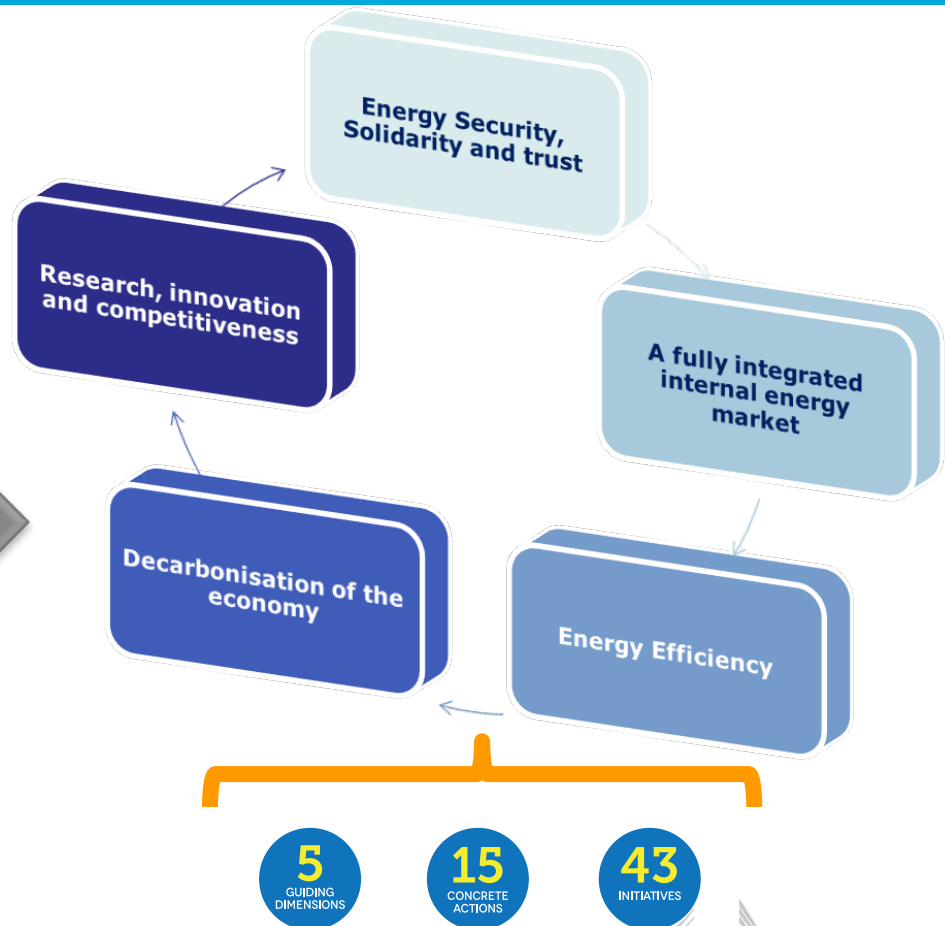 Energy Security,
Solidarity and trust
Research, innovation
and competitiveness
A fully integrated
internal energy
market
Decarbonisation of the
economy
Energy Efficiency
5
GUIDING
DIMENSIONS
15
CONCRETE
ACTIONS
43
INITIATIVES